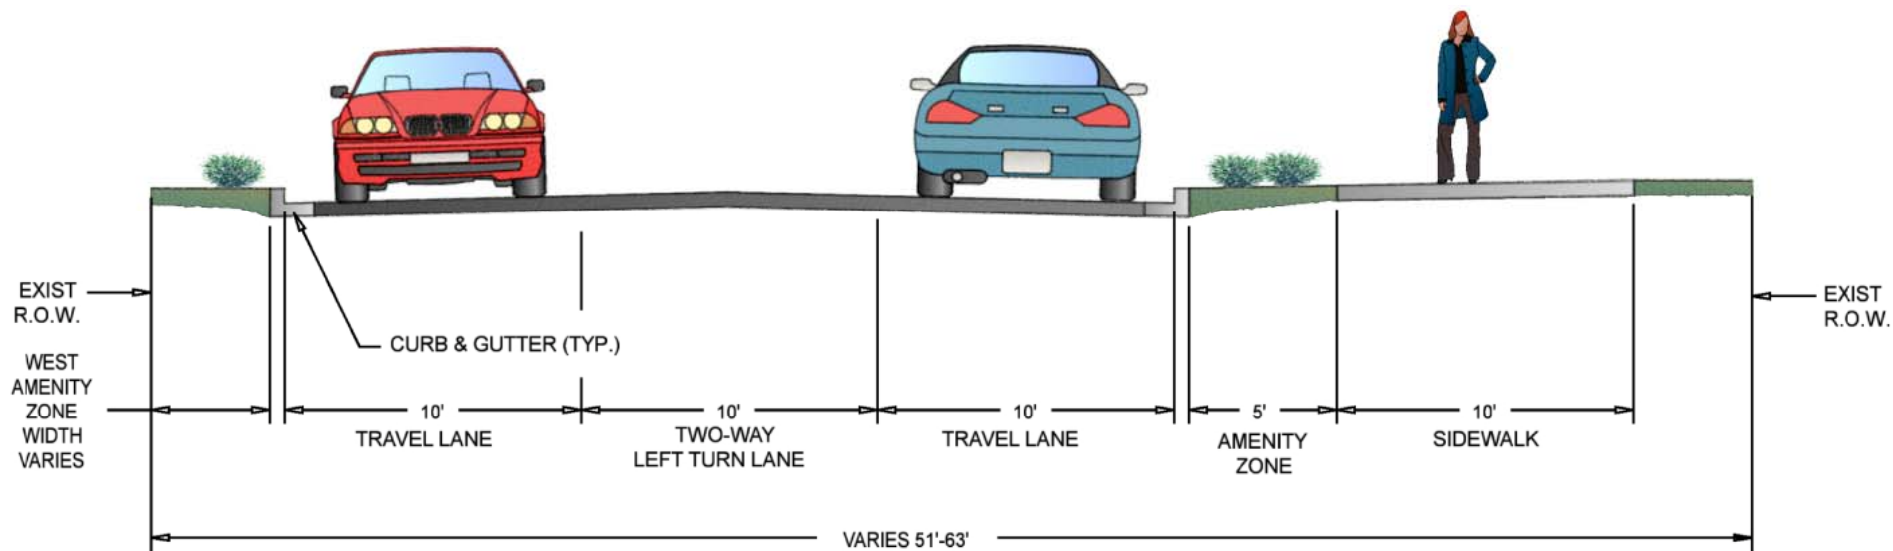 EXIST
R.O.W.
EXIST
R.O.W.
CURB & GUTTER (TYP.)
WEST
AMENITY
ZONE
WIDTH
VARIES
10'
TRAVEL LANE
10'
TWO-WAY
LEFT TURN LANE
10'
TRAVEL LANE
5'
AMENITY
ZONE
10'
SIDEWALK
VARIES 51'-63'